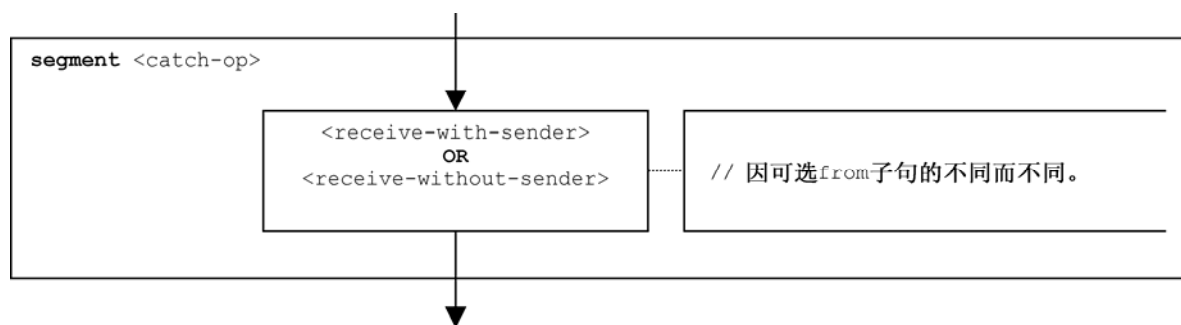 segment <catch-op>
<receive-with-sender>
OR
<receive-without-sender>
// 因可选from子句的不同而不同。